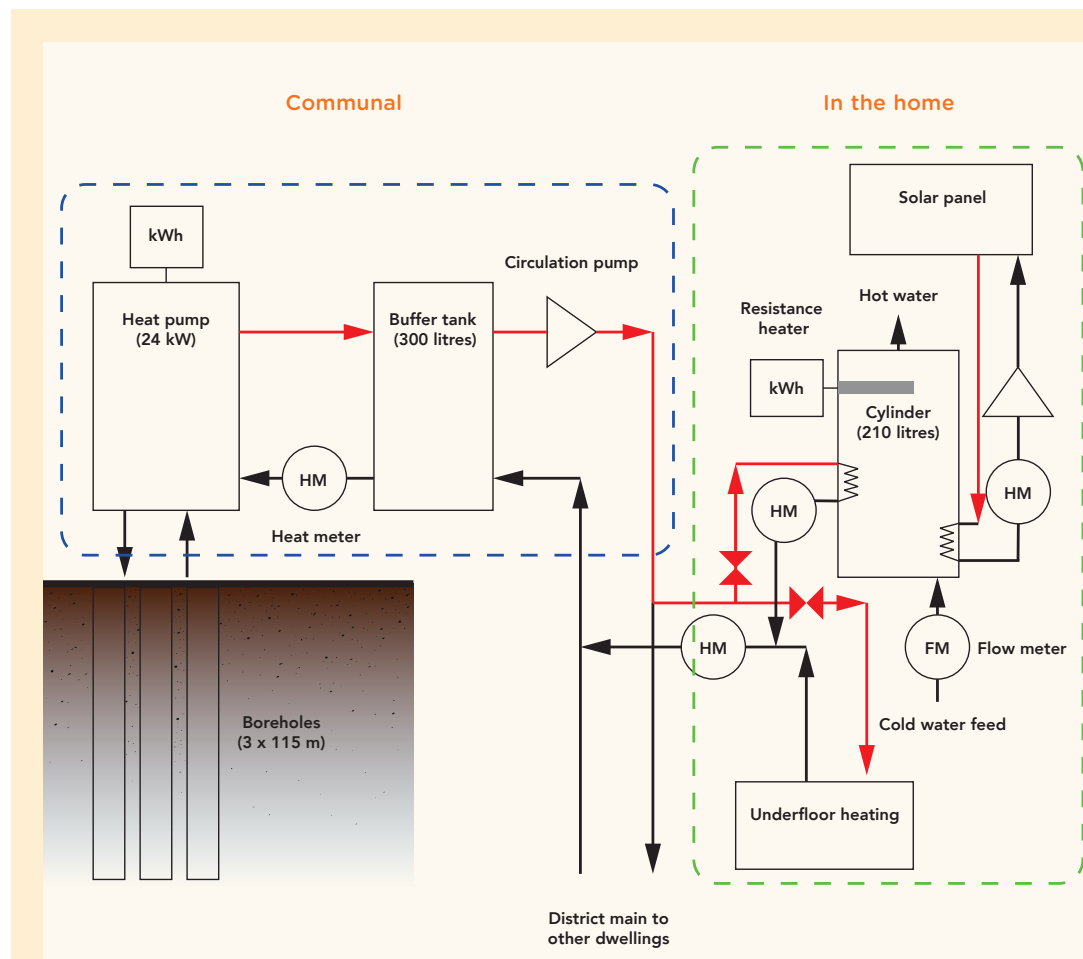 Communal
In the home
kWh
Heat pump
(24 kW)
Buffer tank
(300 litres)
Circulation pump
HM
Heat meter
Boreholes
(3 x 115 m)
District main to
other dwellings
Solar panel
Hot water
Resistance
heater
kWh
Cylinder
(210 litres)
HM
HM
HM
FM
Flow meter
Cold water feed
Underfloor heating